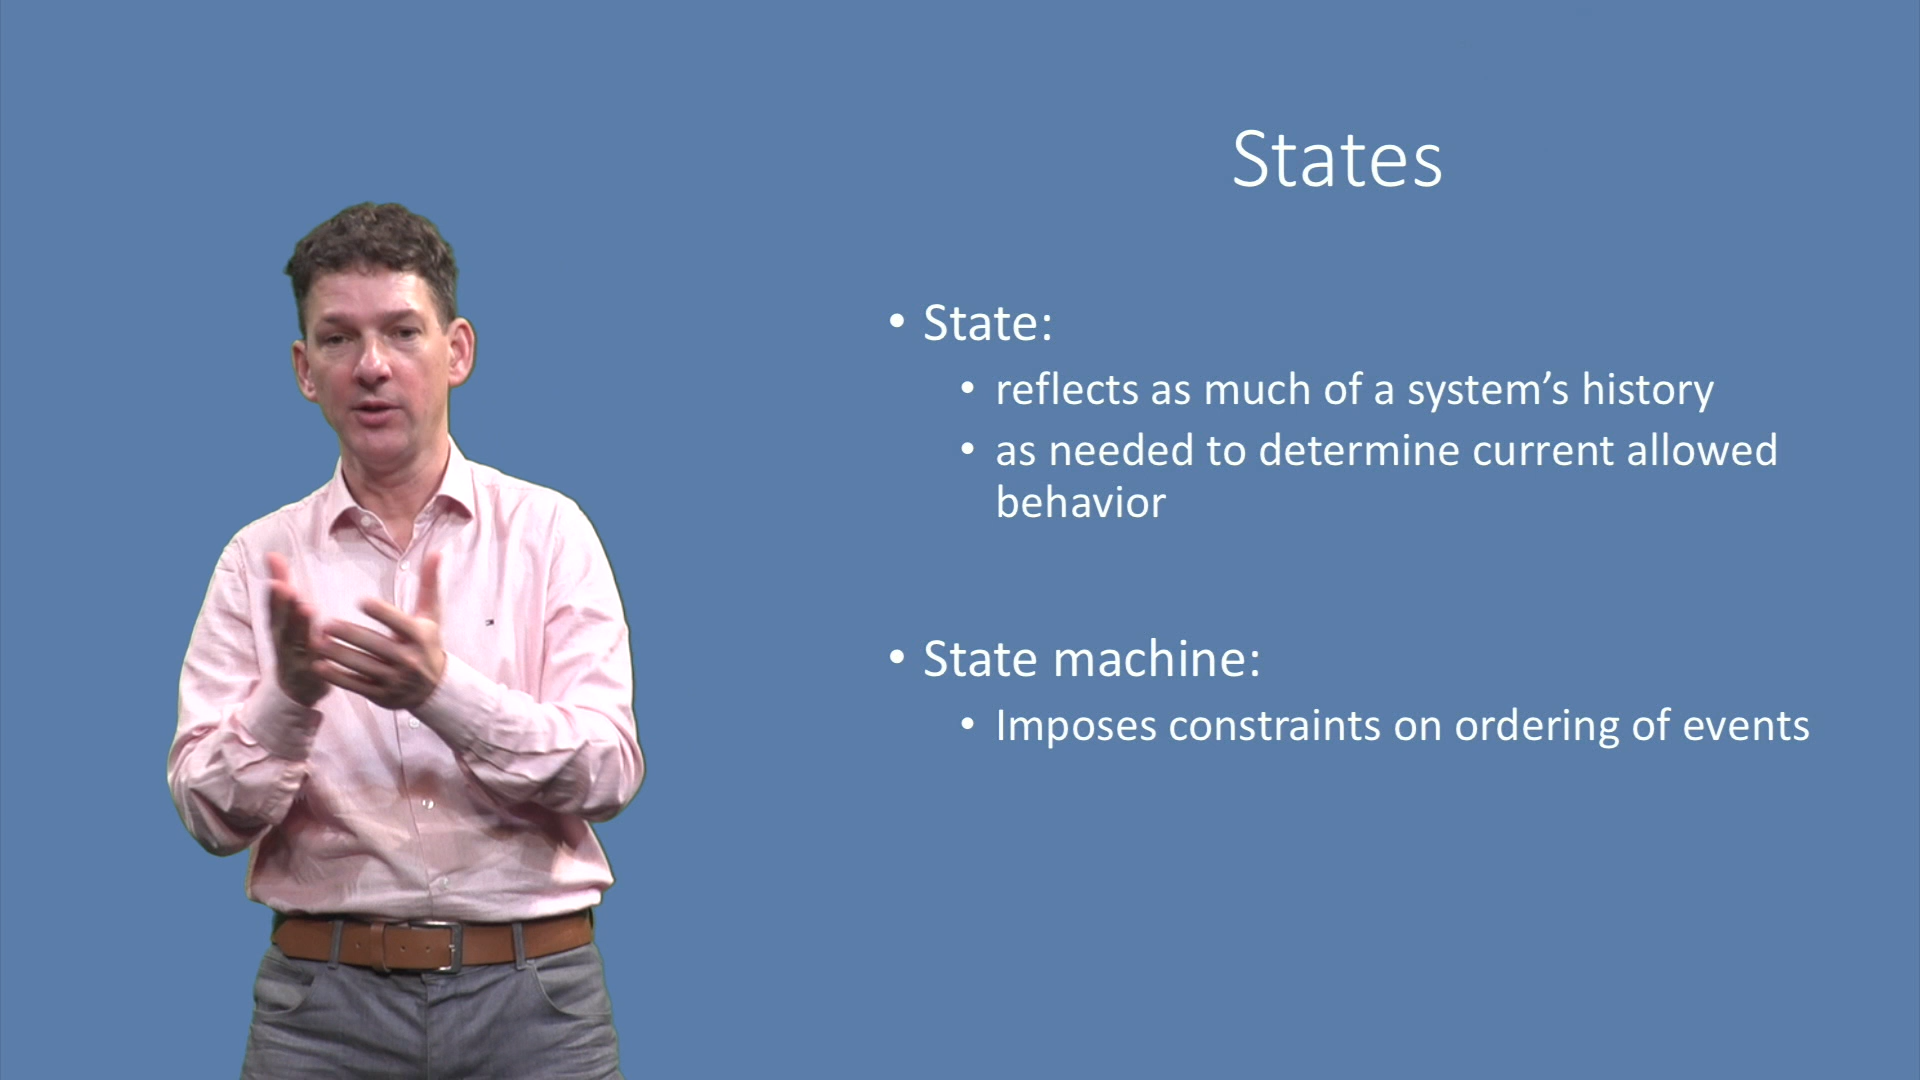 States
• State:
• reflects as much of a system’s history
• as needed to determine current allowed
behavior
• State machine:
• Imposes constraints on ordering of events